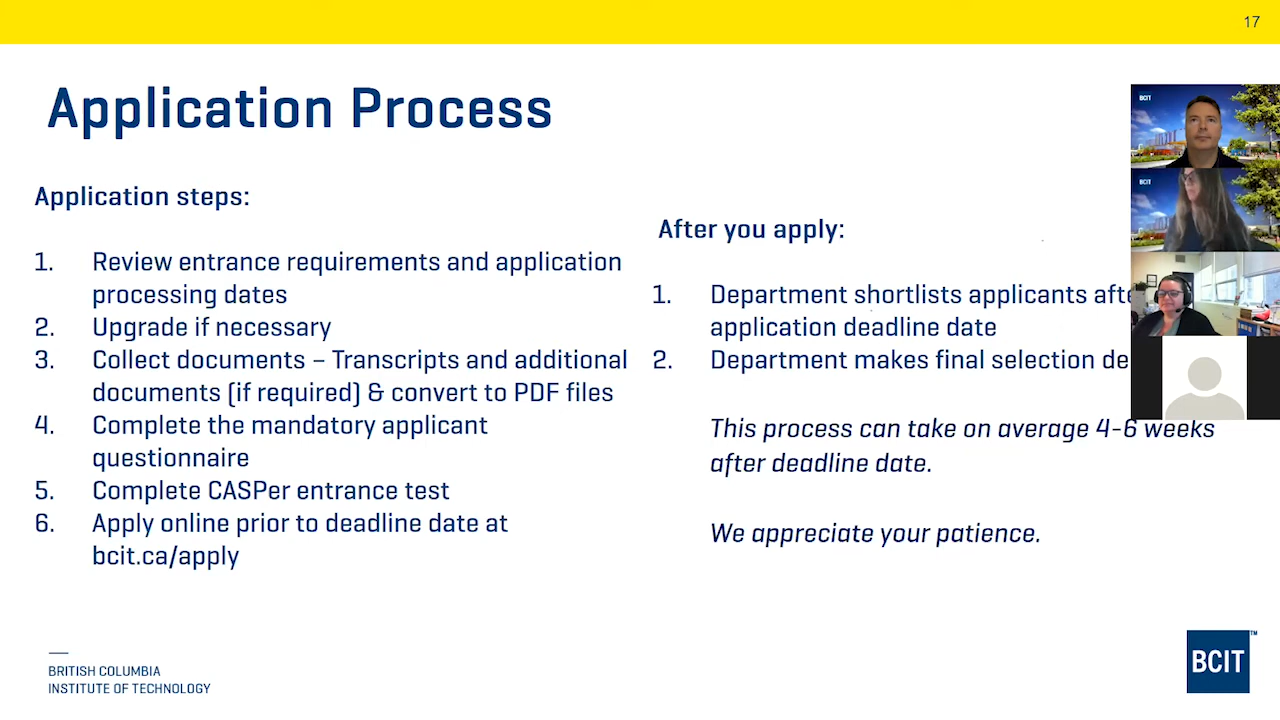 17
Application Process
Application steps:
1. Review entrance requirements and application
processing dates
2. Upgrade if necessary
3. Collect documents – Transcripts and additional
documents (if required) & convert to PDF files
4. Complete the mandatory applicant
questionnaire
5. Complete CASPer entrance test
6. Apply online prior to deadline date at
bcit.ca/apply
After you apply:
1. Department shortlists applicants
application deadline date
2. Department makes final selection
This process can take on average 4-6 weeks
after deadline date.
We appreciate your patience.
BCIT
BCIT
BRITISH COLUMBIA
INSTITUTE OF TECHNOLOGY
BCIT™